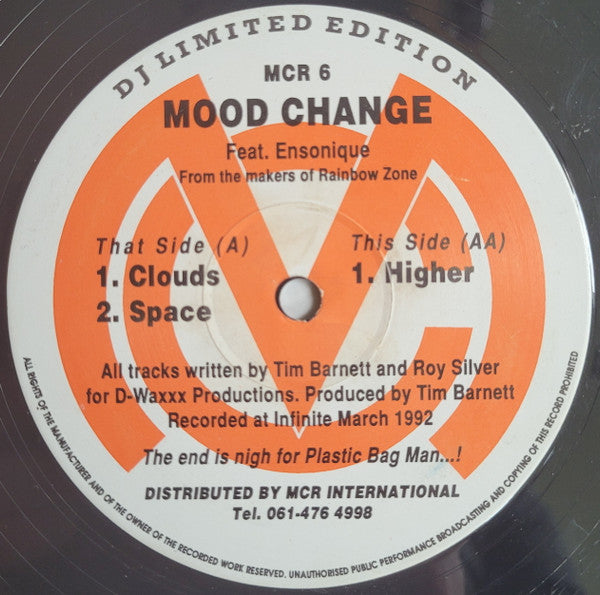 DJ LIMITED EDITION
MCR 6
MOOD CHANGE
Feat. Ensonique
From the makers of Rainbow Zone
That Side (A)
1. Clouds
2. Space
This Side (AA)
1. Higher
All tracks written by Tim Barnett and Roy Silver
for D-Waxxx Productions. Produced by Tim Barnett
Recorded at Infinite March 1992
The end is nigh for Plastic Bag Man...!
DISTRIBUTED BY MCR INTERNATIONAL
Tel. 061-476 4998
ALL RIGHTS OF THE MANUFACTURER AND OF THE OWNER OF THE RECORDED WORK RESERVED. UNAUTHORISED PUBLIC PERFORMANCE BROADCASTING AND COPYING OF THIS RECORD PROHIBITED